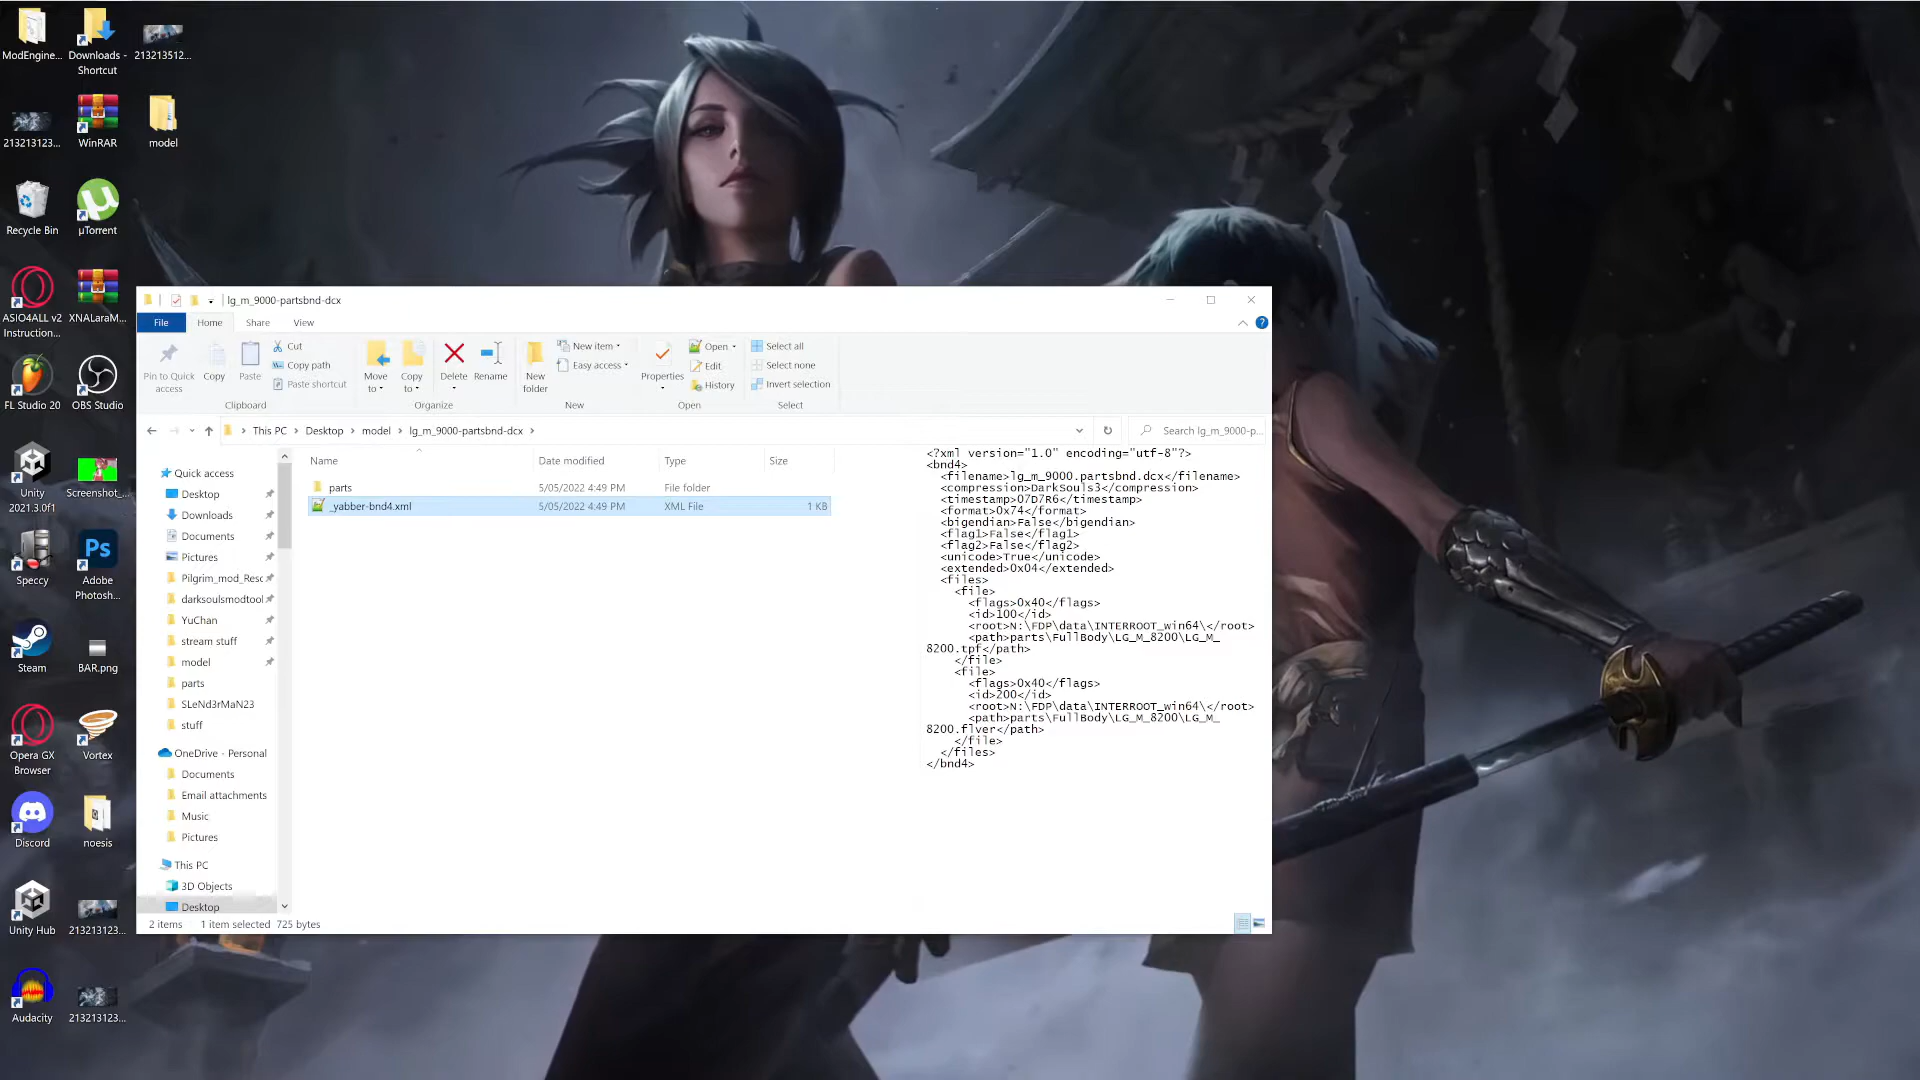 ModEngine...
Downloads -
Shortcut
213213512...
213213123...
WinRAR
model
Recycle Bin
µTorrent
ASIO4ALL v2
Instruction...
XNALaraM...
FL Studio 20
OBS Studio
Unity
2021.3.0f1
Screenshot_...
Speccy
Adobe
Photosh...
Steam
BAR.png
Opera GX
Browser
Vortex
Discord
noesis
Unity Hub
213213123...
Audacity
213213123...
lg_m_9000-partsbnd-dcx
File
Home
Share
View
Pin to Quick
access
Copy
Paste
Cut
Copy path
Paste shortcut
Clipboard
Move
to
Copy
to
Delete
Rename
Organize
New
folder
New item
Easy access
New
Properties
Open
Edit
History
Open
Select all
Select none
Invert selection
Select
This PC
Desktop
model
lg_m_9000-partsbnd-dcx
Search lg_m_9000-p...
Quick access
Desktop
Downloads
Documents
Pictures
Pilgrim_mod_Resc
darksoulsmodtool
YuChan
stream stuff
model
parts
SLeNd3rMaN23
stuff
OneDrive - Personal
Documents
Email attachments
Music
Pictures
This PC
3D Objects
Desktop
Name
Date modified
Type
Size
parts
5/05/2022 4:49 PM
File folder
_yabber-bnd4.xml
5/05/2022 4:49 PM
XML File
1 KB
<?xml version="1.0" encoding="utf-8"?>
<bnd4>
<filename>lg_m_9000.partsbnd.dcx</filename>
<compression>DarkSouls3</compression>
<timestamp>07D7R6</timestamp>
<format>0x74</format>
<bigendian>False</bigendian>
<flag1>False</flag1>
<flag2>False</flag2>
<unicode>True</unicode>
<extended>0x04</extended>
<files>
<file>
<flags>0x40</flags>
<id>100</id>
<root>N:\FDP\data\INTERROOT_win64\</root>
<path>parts\FullBody\LG_M_8200\LG_M_
8200.tpf</path>
</file>
<file>
<flags>0x40</flags>
<id>200</id>
<root>N:\FDP\data\INTERROOT_win64\</root>
<path>parts\FullBody\LG_M_8200\LG_M_
8200.flver</path>
</file>
</files>
</bnd4>
2 items
1 item selected
725 bytes